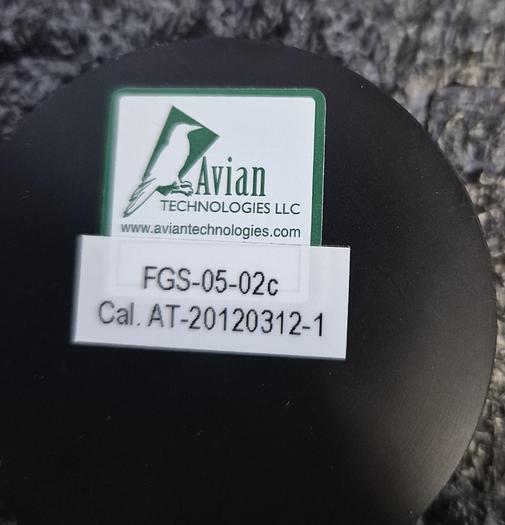 Avian
TECHNOLOGIES LLC
www.aviantechnologies.com
FGS-05-02c
Cal. AT-20120312-1